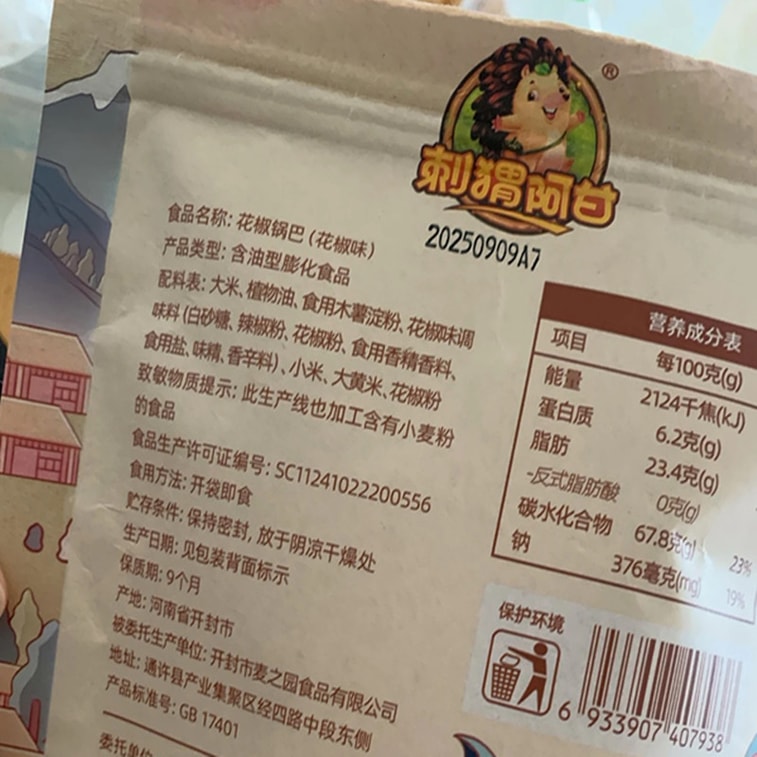 刺猬阿甘
®
20250909A7
食品名称: 花椒锅巴 (花椒味)
产品类型: 含油型膨化食品
配料表: 大米、植物油、食用木薯淀粉、花椒味调
味料 (白砂糖、辣椒粉、花椒粉、食用香精香料、
食用盐、味精、香辛料)、小米、大黄米、花椒粉
致敏物质提示: 此生产线也加工含有小麦粉
的食品
食品生产许可证编号: SC11241022200556
食用方法: 开袋即食
贮存条件: 保持密封, 放于阴凉干燥处
生产日期: 见包装背面标示
保质期: 9个月
产地: 河南省开封市
被委托生产单位: 开封市麦之园食品有限公司
地址: 通许县产业集聚区经四路中段东侧
产品标准号: GB 17401
委托单位
营养成分表
项目 每100克(g)
能量 2124千焦(kJ)
蛋白质 6.2克(g)
脂肪 23.4克(g)
-反式脂肪酸 0克(g)
碳水化合物 67.8克(g) 23%
钠 376毫克(mg) 19%
保护环境
6 933907 407938